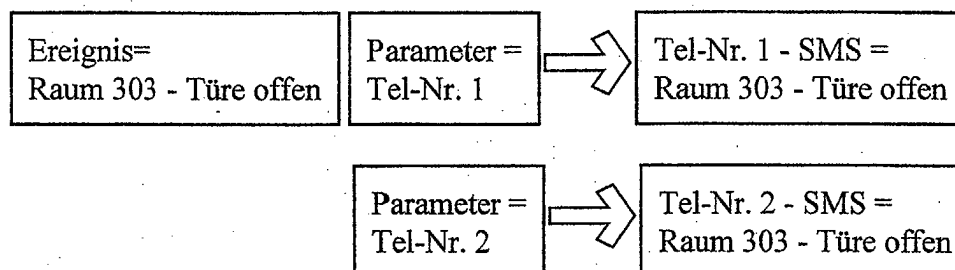 Ereignis=
Raum 303 - Türe offen
Parameter =
Tel-Nr. 1
Tel-Nr. 1 - SMS =
Raum 303 - Türe offen
Parameter =
Tel-Nr. 2
Tel-Nr. 2 - SMS =
Raum 303 - Türe offen